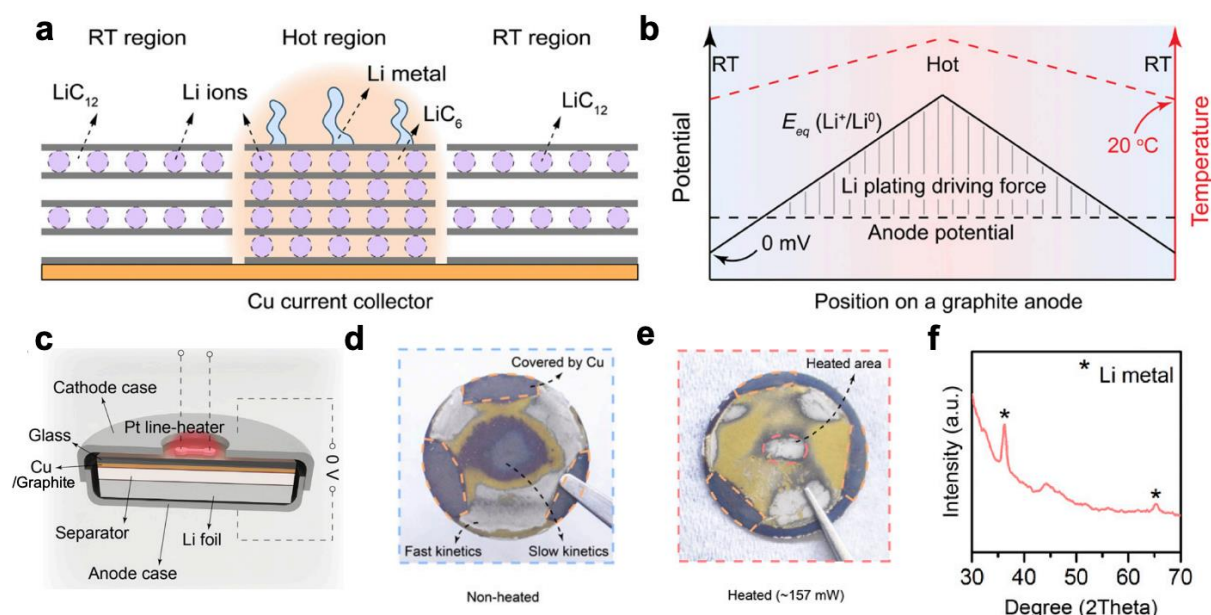 a
RT region
Hot region
RT region
LiC₁₂
Li ions
Li metal
LiC₆
LiC₁₂
Cu current collector
b
Potential
RT
Hot
RT
E_eq (Li⁺/Li⁰)
20 °C
Li plating driving force
0 mV
Anode potential
Temperature
Position on a graphite anode
c
Cathode case
Pt line-heater
Glass
Cu
/Graphite
Separator
Li foil
Anode case
0 V
d
Covered by Cu
Fast kinetics
Slow kinetics
Non-heated
e
Heated area
Heated (~157 mW)
f
Intensity (a.u.)
* Li metal
*
*
30 40 50 60 70
Degree (2Theta)